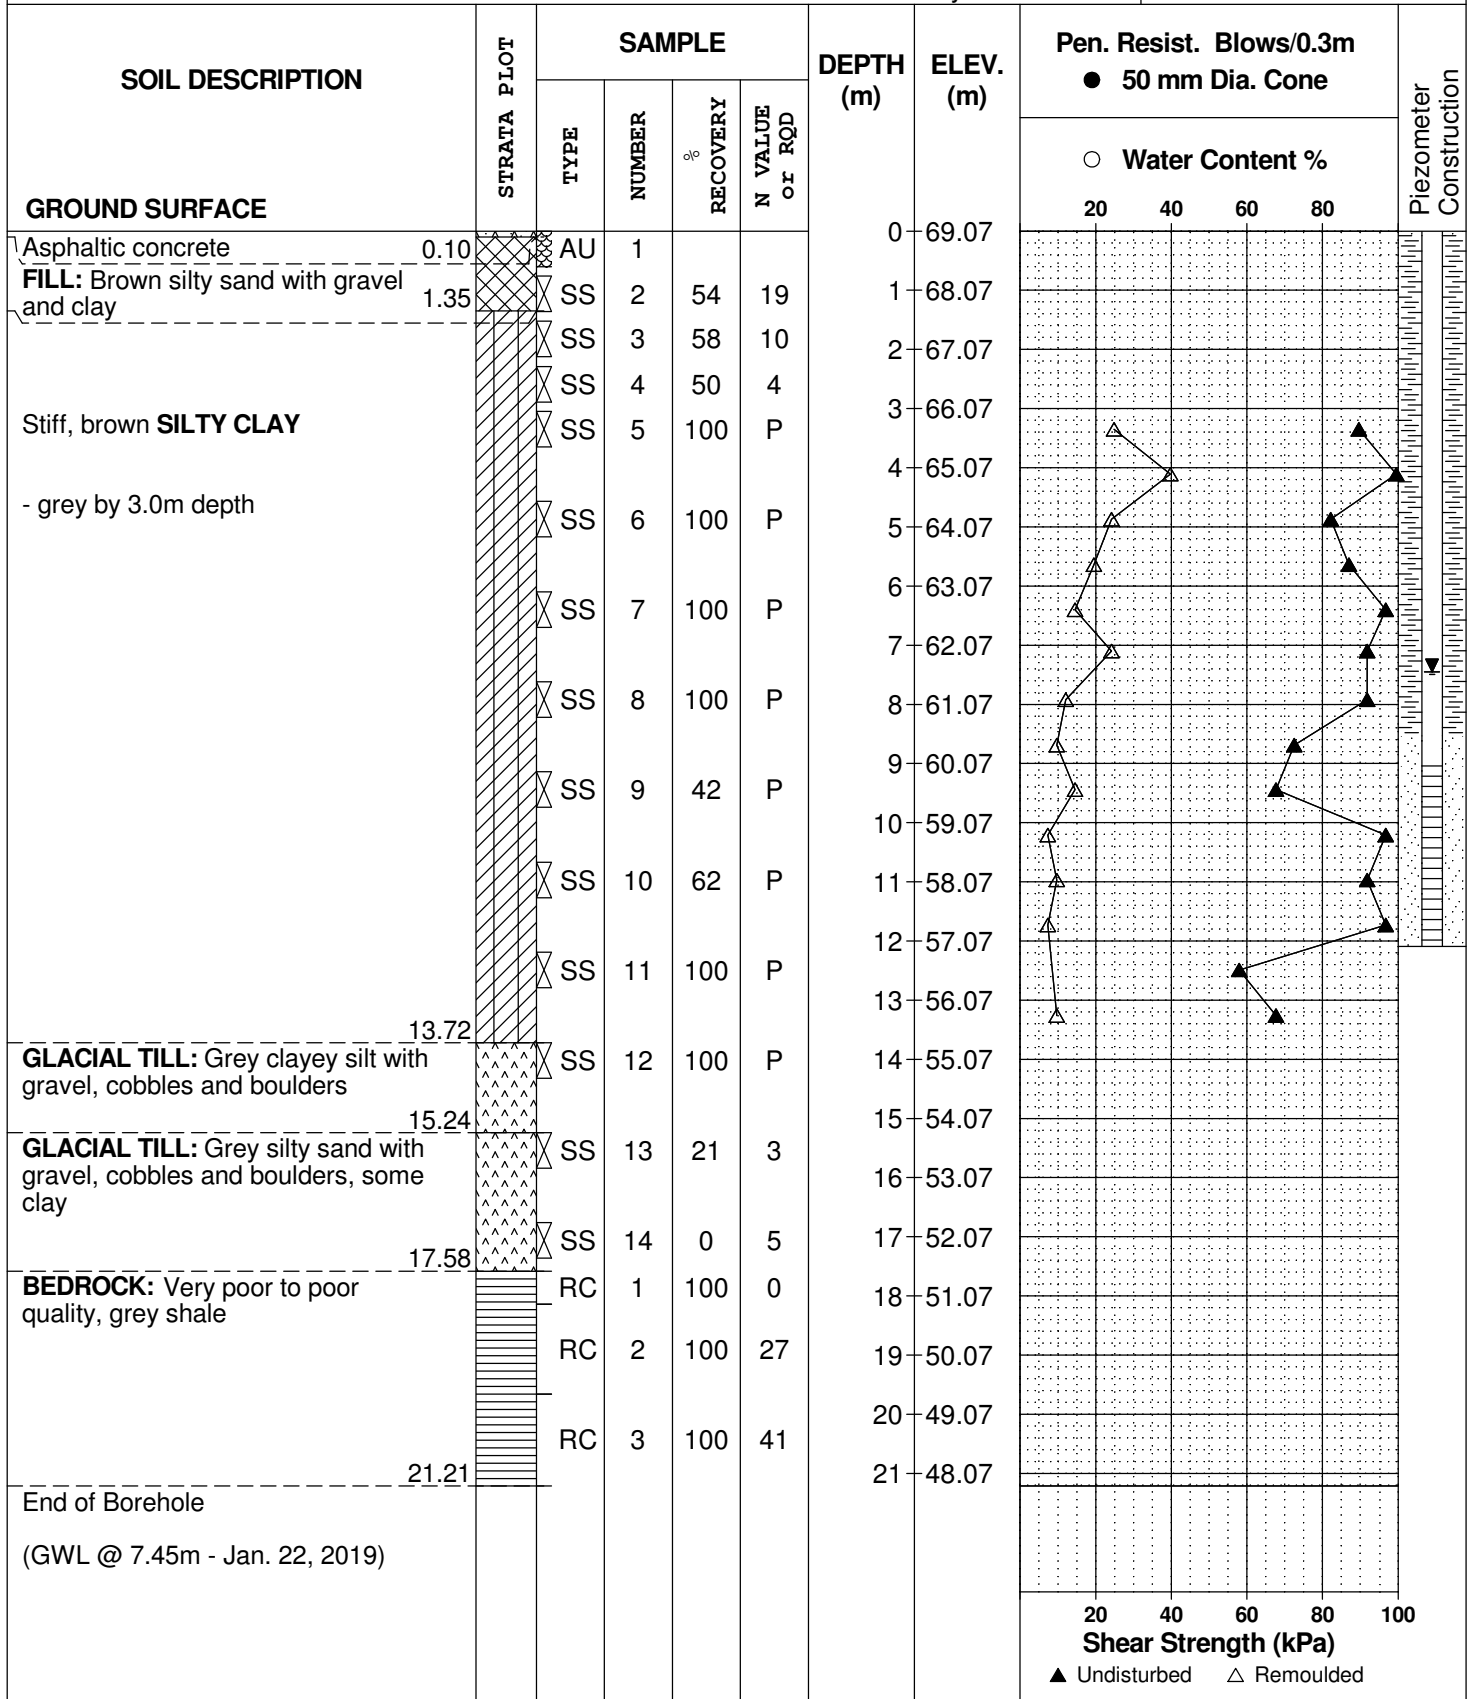 SOIL DESCRIPTION
GROUND SURFACE
STRATA PLOT
SAMPLE
TYPE
NUMBER
% RECOVERY
N VALUE or RQD
DEPTH (m)
ELEV. (m)
Pen. Resist. Blows/0.3m
● 50 mm Dia. Cone
○ Water Content %
20 40 60 80
Piezometer Construction
Asphaltic concrete 0.10
FILL: Brown silty sand with gravel
and clay 1.35
Stiff, brown SILTY CLAY
- grey by 3.0m depth
13.72
GLACIAL TILL: Grey clayey silt with
gravel, cobbles and boulders
15.24
GLACIAL TILL: Grey silty sand with
gravel, cobbles and boulders, some
clay
17.58
BEDROCK: Very poor to poor
quality, grey shale
21.21
End of Borehole
(GWL @ 7.45m - Jan. 22, 2019)
AU 1
SS 2 54 19
SS 3 58 10
SS 4 50 4
SS 5 100 P
SS 6 100 P
SS 7 100 P
SS 8 100 P
SS 9 42 P
SS 10 62 P
SS 11 100 P
SS 12 100 P
SS 13 21 3
SS 14 0 5
RC 1 100 0
RC 2 100 27
RC 3 100 41
0 69.07
1 68.07
2 67.07
3 66.07
4 65.07
5 64.07
6 63.07
7 62.07
8 61.07
9 60.07
10 59.07
11 58.07
12 57.07
13 56.07
14 55.07
15 54.07
16 53.07
17 52.07
18 51.07
19 50.07
20 49.07
21 48.07
20 40 60 80 100
Shear Strength (kPa)
▲ Undisturbed △ Remoulded